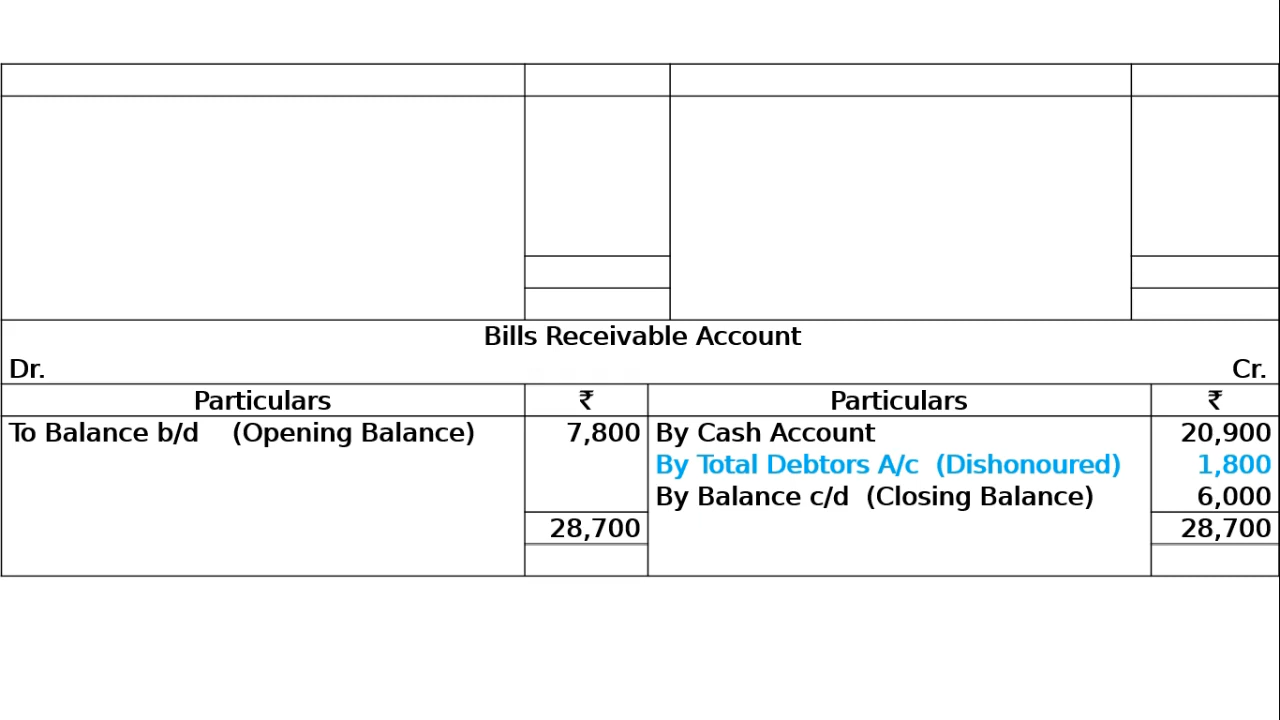 Bills Receivable Account
Dr. Cr.
Particulars ₹ Particulars ₹
To Balance b/d (Opening Balance) 7,800 By Cash Account 20,900
By Total Debtors A/c (Dishonoured) 1,800
By Balance c/d (Closing Balance) 6,000
28,700 28,700